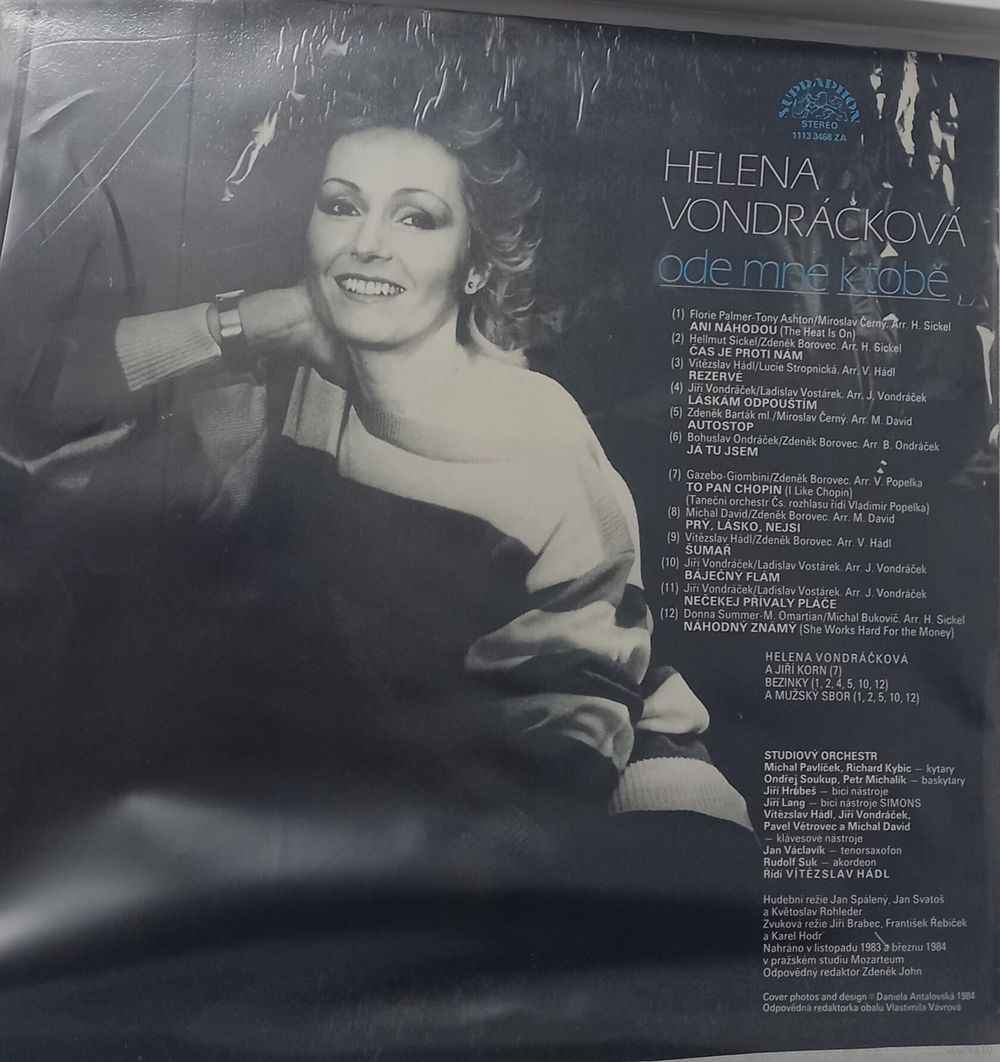 SUPRAPHON
STEREO
1113 3468 ZA
HELENA
VONDRÁČKOVÁ
ode mne k tobě
(1) Florie Palmer-Tony Ashton/Miroslav Černý. Arr. H. Sickel
ANI NÁHODOU (The Heat Is On)
(2) Hellmut Sickel/Zdeněk Borovec. Arr. H. Sickel
ČAS JE PROTI NÁM
(3) Vítězslav Hádl/Lucie Stropnická. Arr. V. Hádl
REZERVÉ
(4) Jiří Vondráček/Ladislav Vostárek. Arr. J. Vondráček
LÁSKÁM ODPOUŠTÍM
(5) Zdeněk Barták ml./Miroslav Černý. Arr. M. David
AUTOSTOP
(6) Bohuslav Ondráček/Zdeněk Borovec. Arr. B. Ondráček
JÁ TU JSEM
(7) Gazebo-Giombini/Zdeněk Borovec. Arr. V. Popelka
TO PAN CHOPIN (I Like Chopin)
(Taneční orchestr Čs. rozhlasu řídí Vladimír Popelka)
(8) Michal David/Zdeněk Borovec. Arr. M. David
PRÝ, LÁSKO, NEJSI
(9) Vítězslav Hádl/Zdeněk Borovec. Arr. V. Hádl
ŠUMAŘ
(10) Jiří Vondráček/Ladislav Vostárek. Arr. J. Vondráček
BÁJEČNÝ FLÁM
(11) Jiří Vondráček/Ladislav Vostárek. Arr. J. Vondráček
NEČEKEJ PŘÍVALY PLÁČE
(12) Donna Summer-M. Omartian/Michal Bukovič. Arr. H. Sickel
NÁHODNÝ ZNÁMÝ (She Works Hard For the Money)
HELENA VONDRÁČKOVÁ
A JIŘÍ KORN (7)
BEZINKY (1, 2, 4, 5, 10, 12)
A MUŽSKÝ SBOR (1, 2, 5, 10, 12)
STUDIOVÝ ORCHESTR
Michal Pavlíček, Richard Kybic – kytary
Ondřej Soukup, Petr Michalík – baskytary
Jiří Hrubeš – bicí nástroje
Jiří Lang – bicí nástroje SIMONS
Vítězslav Hádl, Jiří Vondráček,
Pavel Větrovec a Michal David
– klávesové nástroje
Jan Václavík – tenorsaxofon
Rudolf Suk – akordeon
Řídí VÍTĚZSLAV HÁDL
Hudební režie Jan Spálený, Jan Svatoš
a Květoslav Rohleder
Zvuková režie Jiří Brabec, František Řebíček
a Karel Hodr
Nahráno v listopadu 1983 a březnu 1984
v pražském studiu Mozarteum
Odpovědný redaktor Zdeněk John
Cover photos and design © Daniela Antalovská 1984
Odpovědná redaktorka obalu Vlastimila Vávrová
www.ay.by